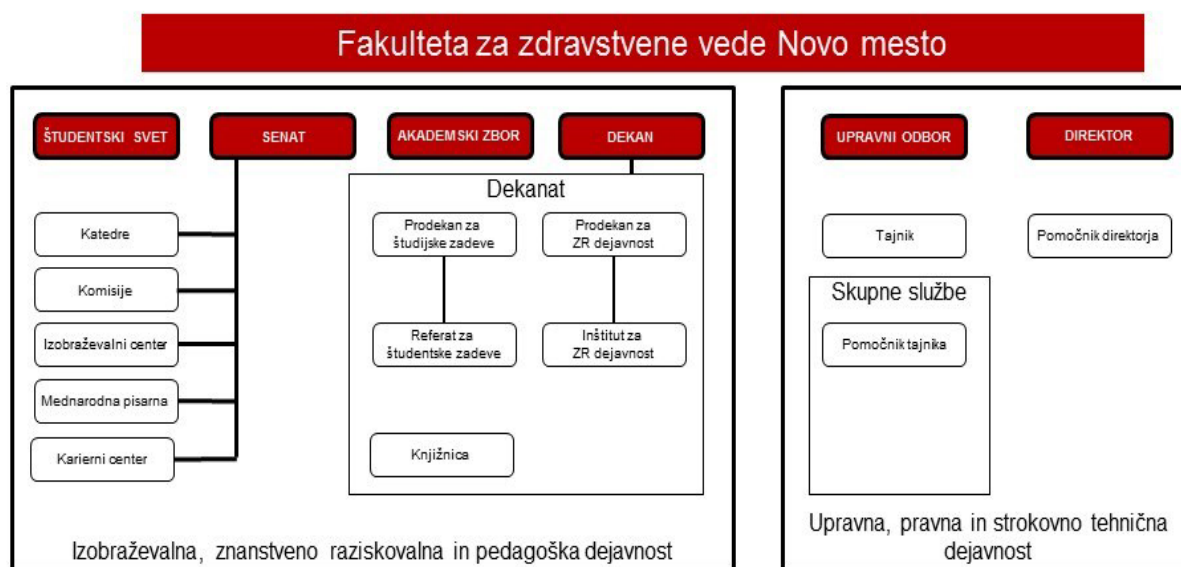 Fakulteta za zdravstvene vede Novo mesto
ŠTUDENTSKI SVET
SENAT
AKADEMSKI ZBOR
DEKAN
UPRAVNI ODBOR
DIREKTOR
Dekanat
Katedre
Komisije
Izobraževalni center
Mednarodna pisarna
Karierni center
Prodekan za
študijske zadeve
Prodekan za
ZR dejavnost
Referat za
študentske zadeve
Inštitut za
ZR dejavnost
Knjižnica
Tajnik
Pomočnik direktorja
Skupne službe
Pomočnik tajnika
Izobraževalna, znanstveno raziskovalna in pedagoška dejavnost
Upravna, pravna in strokovno tehnična
dejavnost